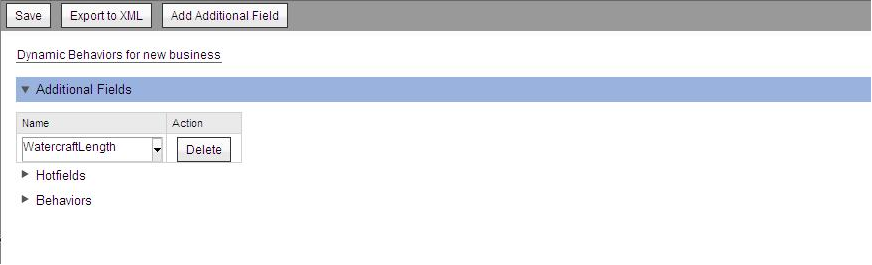 Save Export to XML Add Additional Field
Dynamic Behaviors for new business
Additional Fields
Name Action
WatercraftLength Delete
Hotfields
Behaviors